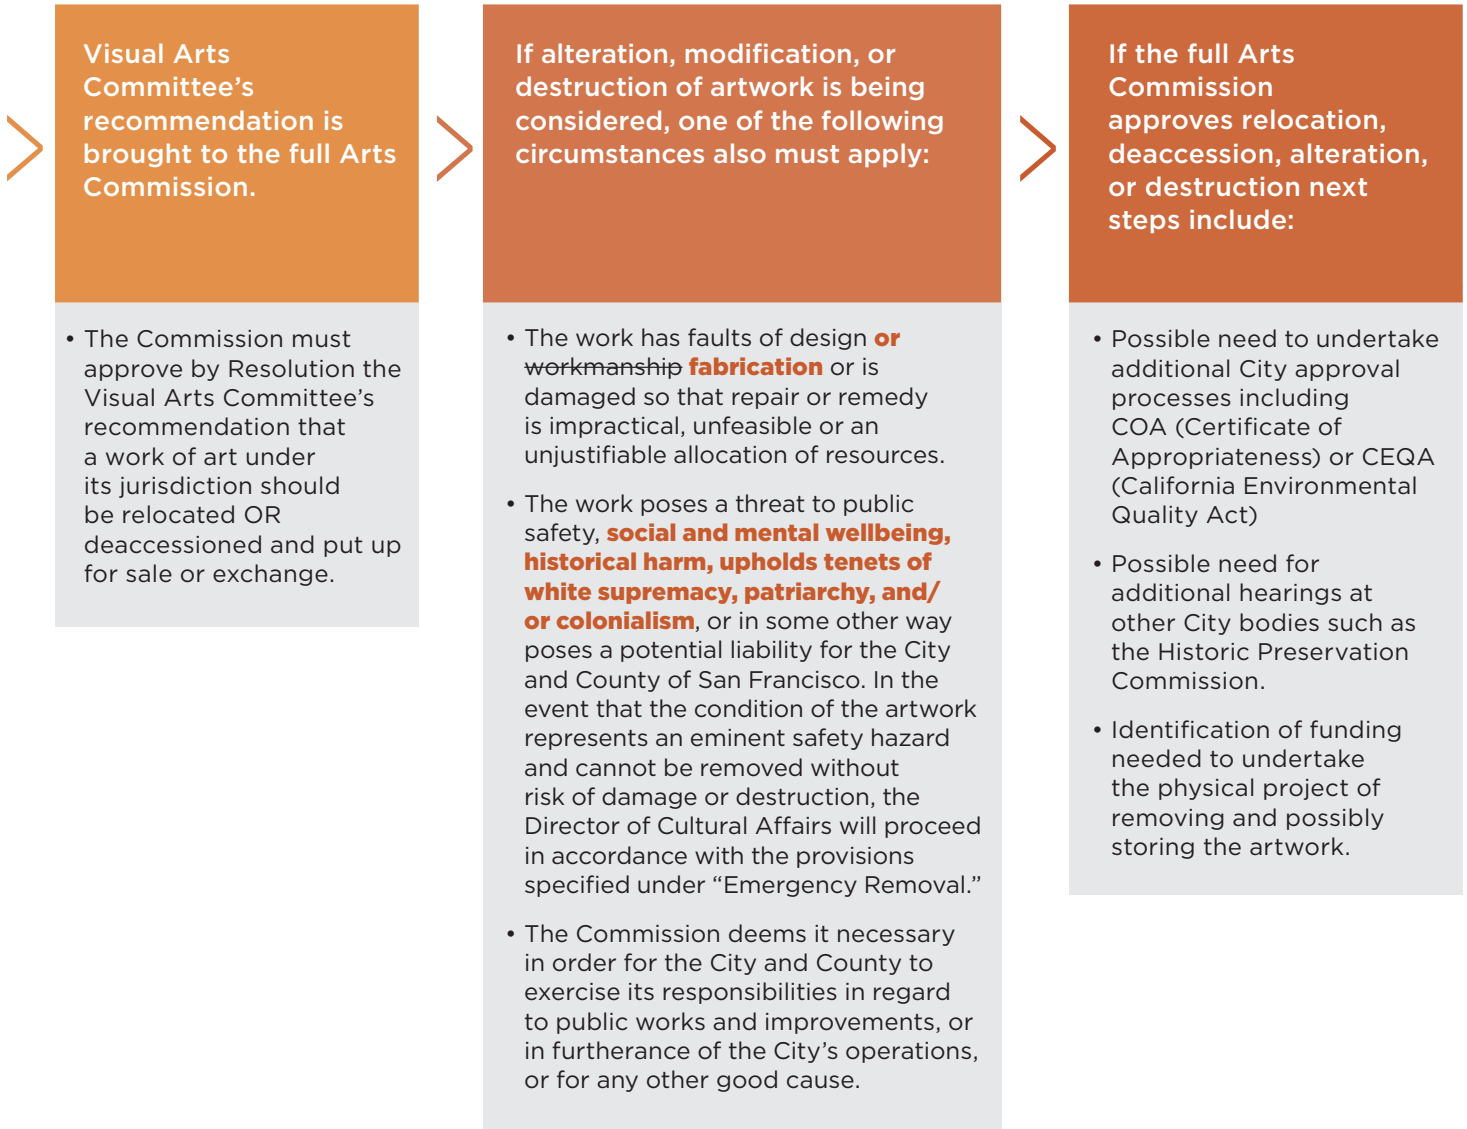 Visual Arts
Committee’s
recommendation is
brought to the full Arts
Commission.
• The Commission must
approve by Resolution the
Visual Arts Committee’s
recommendation that
a work of art under
its jurisdiction should
be relocated OR
deaccessioned and put up
for sale or exchange.
If alteration, modification, or
destruction of artwork is being
considered, one of the following
circumstances also must apply:
• The work has faults of design or
workmanship fabrication or is
damaged so that repair or remedy
is impractical, unfeasible or an
unjustifiable allocation of resources.
• The work poses a threat to public
safety, social and mental wellbeing,
historical harm, upholds tenets of
white supremacy, patriarchy, and/
or colonialism, or in some other way
poses a potential liability for the City
and County of San Francisco. In the
event that the condition of the artwork
represents an eminent safety hazard
and cannot be removed without
risk of damage or destruction, the
Director of Cultural Affairs will proceed
in accordance with the provisions
specified under “Emergency Removal.”
• The Commission deems it necessary
in order for the City and County to
exercise its responsibilities in regard
to public works and improvements, or
in furtherance of the City’s operations,
or for any other good cause.
If the full Arts
Commission
approves relocation,
deaccession, alteration,
or destruction next
steps include:
• Possible need to undertake
additional City approval
processes including
COA (Certificate of
Appropriateness) or CEQA
(California Environmental
Quality Act)
• Possible need for
additional hearings at
other City bodies such as
the Historic Preservation
Commission.
• Identification of funding
needed to undertake
the physical project of
removing and possibly
storing the artwork.